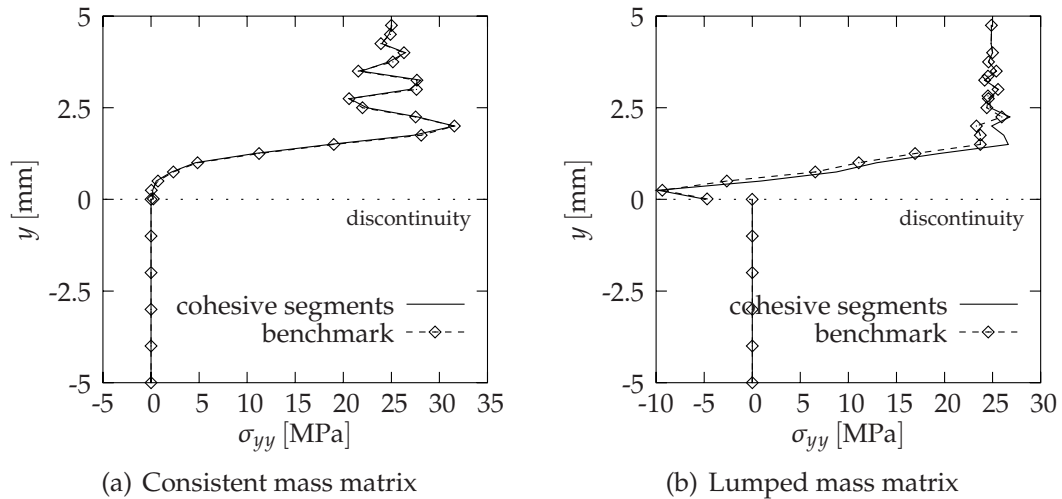 5
2.5
0
-2.5
-5
y [mm]
discontinuity
cohesive segments
benchmark
-5 0 5 10 15 20 25 30 35
σyy [MPa]
(a) Consistent mass matrix
5
2.5
0
-2.5
-5
y [mm]
discontinuity
cohesive segments
benchmark
-10 -5 0 5 10 15 20 25 30
σyy [MPa]
(b) Lumped mass matrix